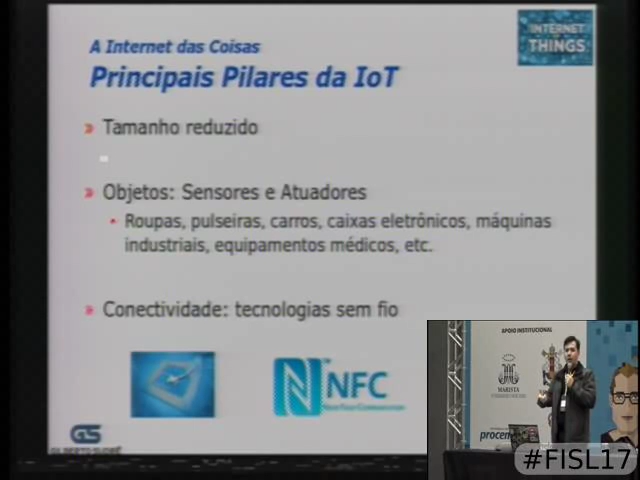 A Internet das Coisas
INTERNET
THINGS
Principais Pilares da IoT
» Tamanho reduzido
» Objetos: Sensores e Atuadores
• Roupas, pulseiras, carros, caixas eletrônicos, máquinas
industriais, equipamentos médicos, etc.
» Conectividade: tecnologias sem fio
NFC
GS
APOIO INSTITUCIONAL
MARISTA
#FISL17